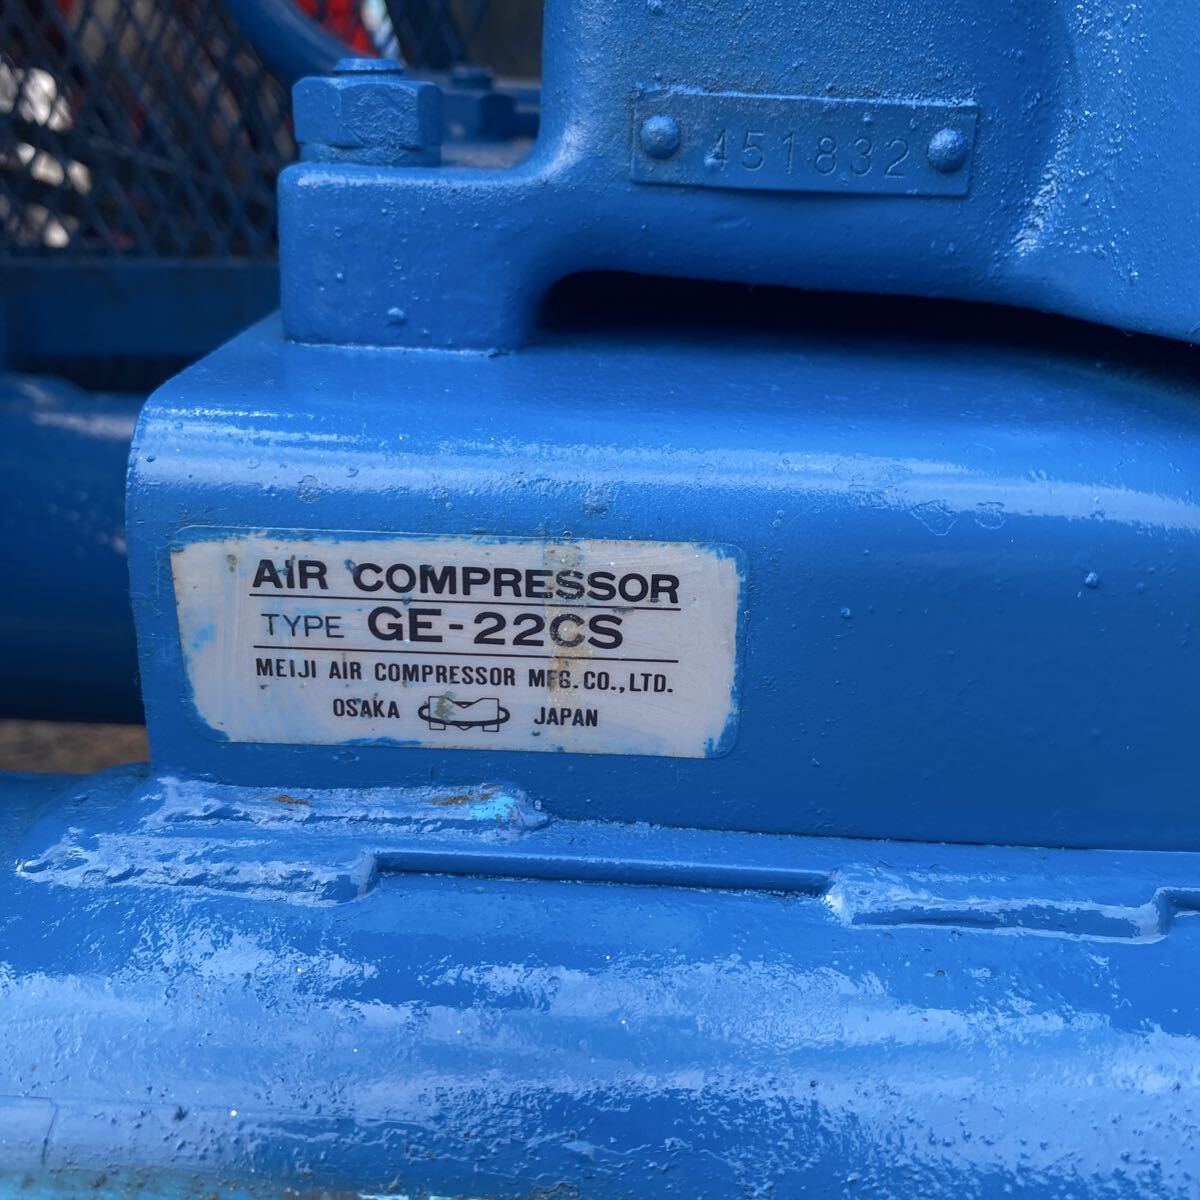 451832
AIR COMPRESSOR
TYPE GE-22CS
MEIJI AIR COMPRESSOR MFG. CO., LTD.
OSAKA JAPAN